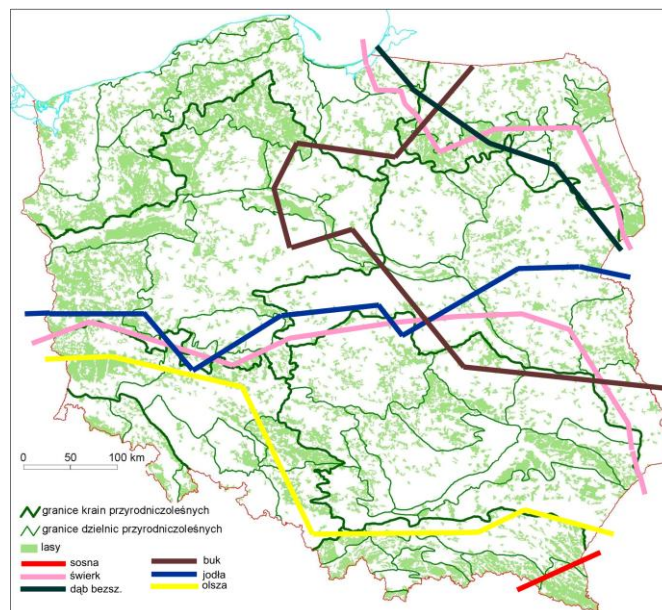 0 50 100 km
granice krain przyrodniczoleśnych
granice dzielnic przyrodniczoleśnych
lasy
sosna
świerk
dąb bezsz.
buk
jodła
olsza